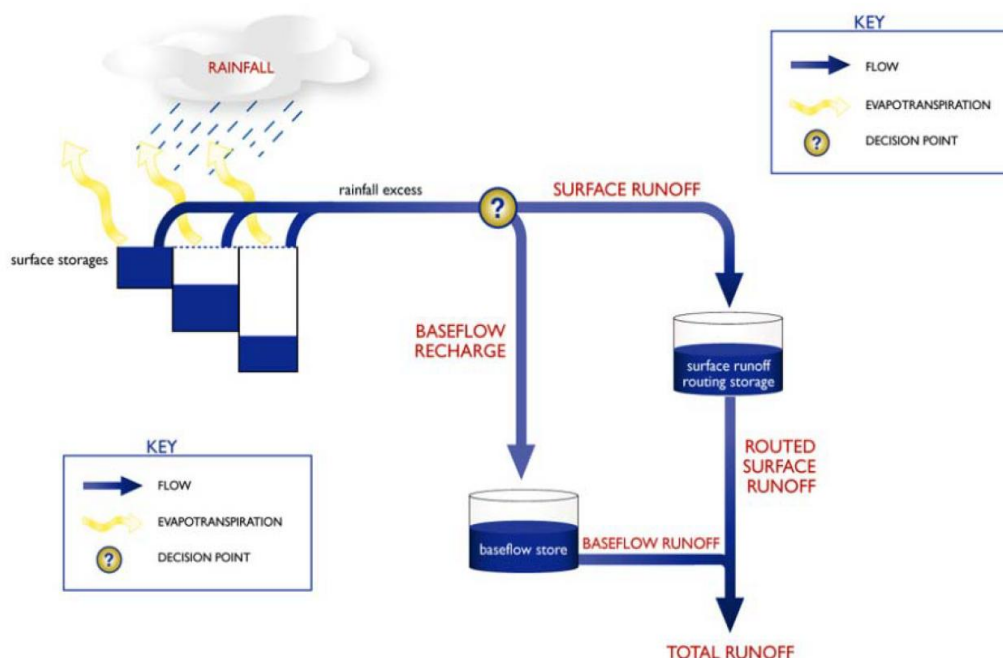 KEY
FLOW
EVAPOTRANSPIRATION
?
DECISION POINT
RAINFALL
rainfall excess
?
SURFACE RUNOFF
surface storages
BASEFLOW
RECHARGE
surface runoff
routing storage
KEY
FLOW
EVAPOTRANSPIRATION
?
DECISION POINT
ROUTED
SURFACE
RUNOFF
baseflow store
BASEFLOW RUNOFF
TOTAL RUNOFF